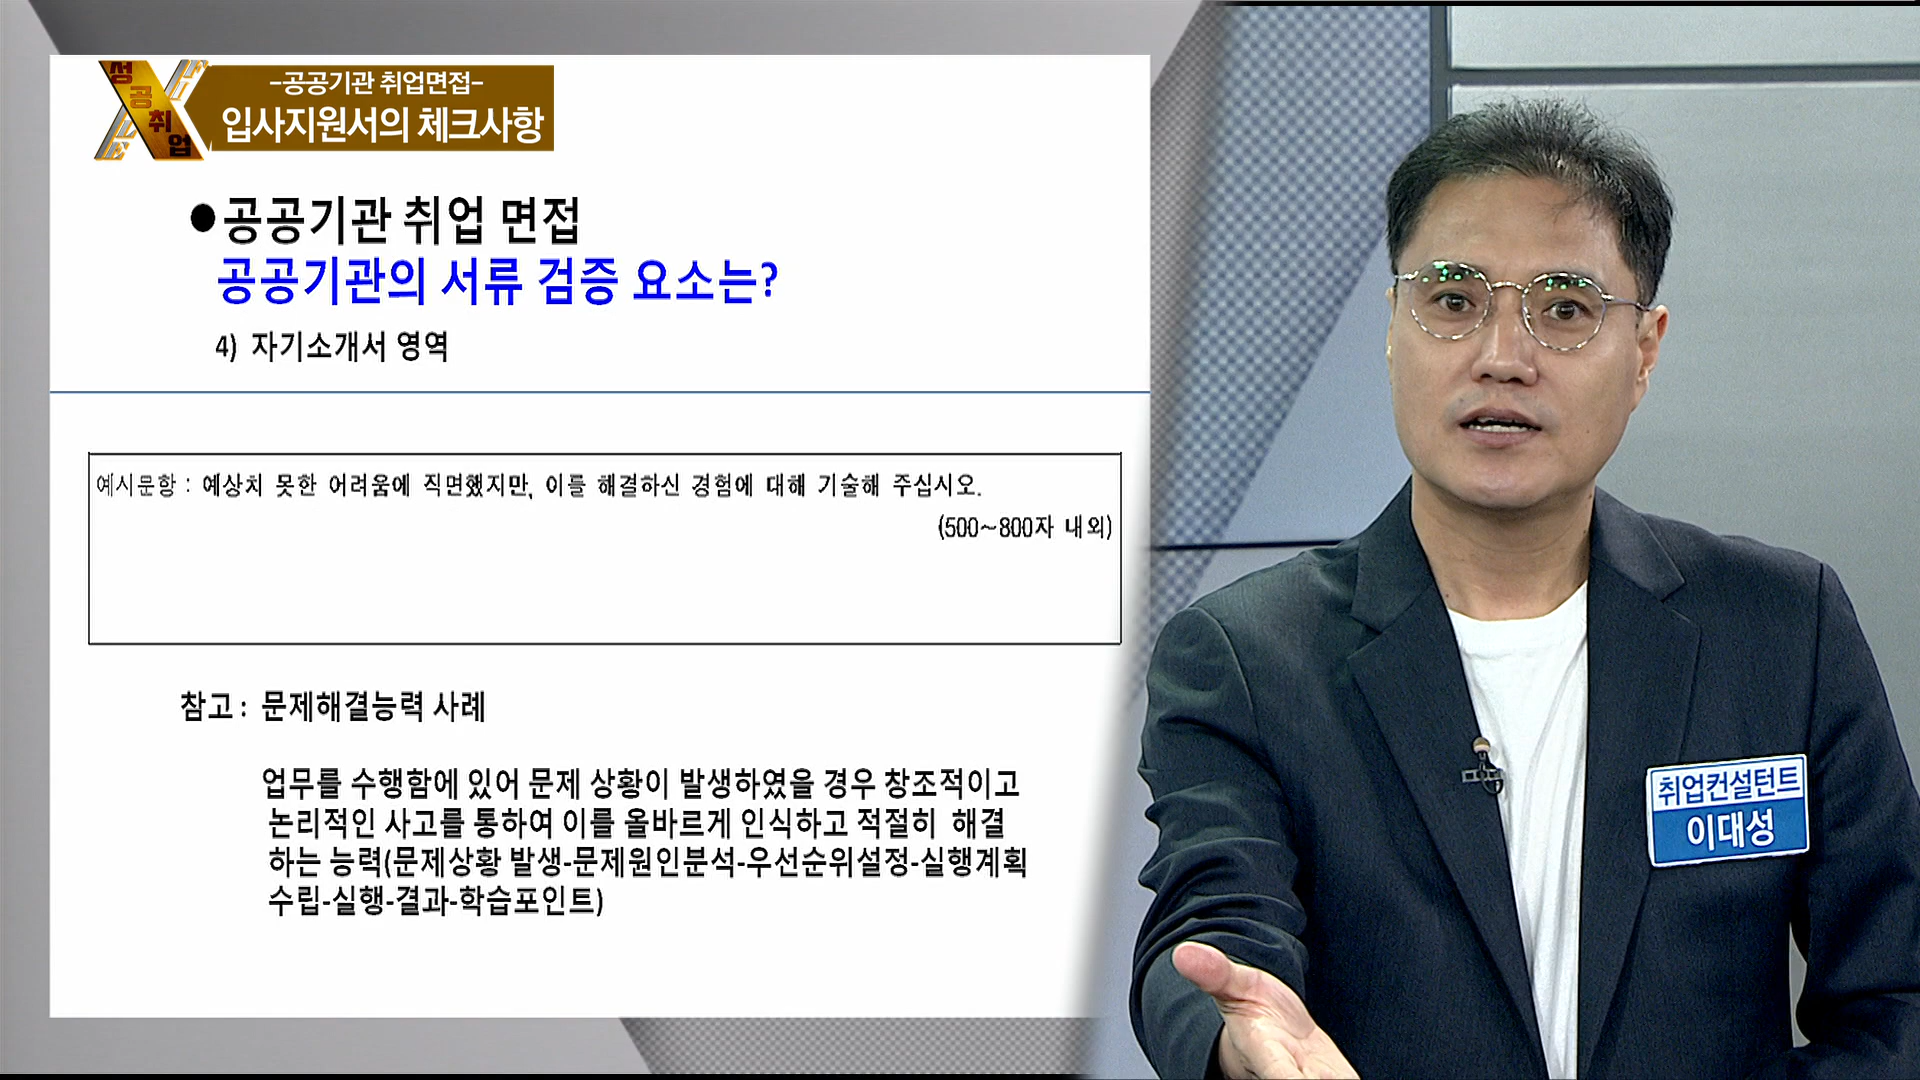 성공취업
X FILE
-공공기관 취업면접-
입사지원서의 체크사항
●공공기관 취업 면접
공공기관의 서류 검증 요소는?
4) 자기소개서 영역
예시문항 : 예상치 못한 어려움에 직면했지만, 이를 해결하신 경험에 대해 기술해 주십시오.
(500~800자 내외)
참고 : 문제해결능력 사례
업무를 수행함에 있어 문제 상황이 발생하였을 경우 창조적이고
논리적인 사고를 통하여 이를 올바르게 인식하고 적절히 해결
하는 능력(문제상황 발생-문제원인분석-우선순위설정-실행계획
수립-실행-결과-학습포인트)
취업컨설턴트
이대성